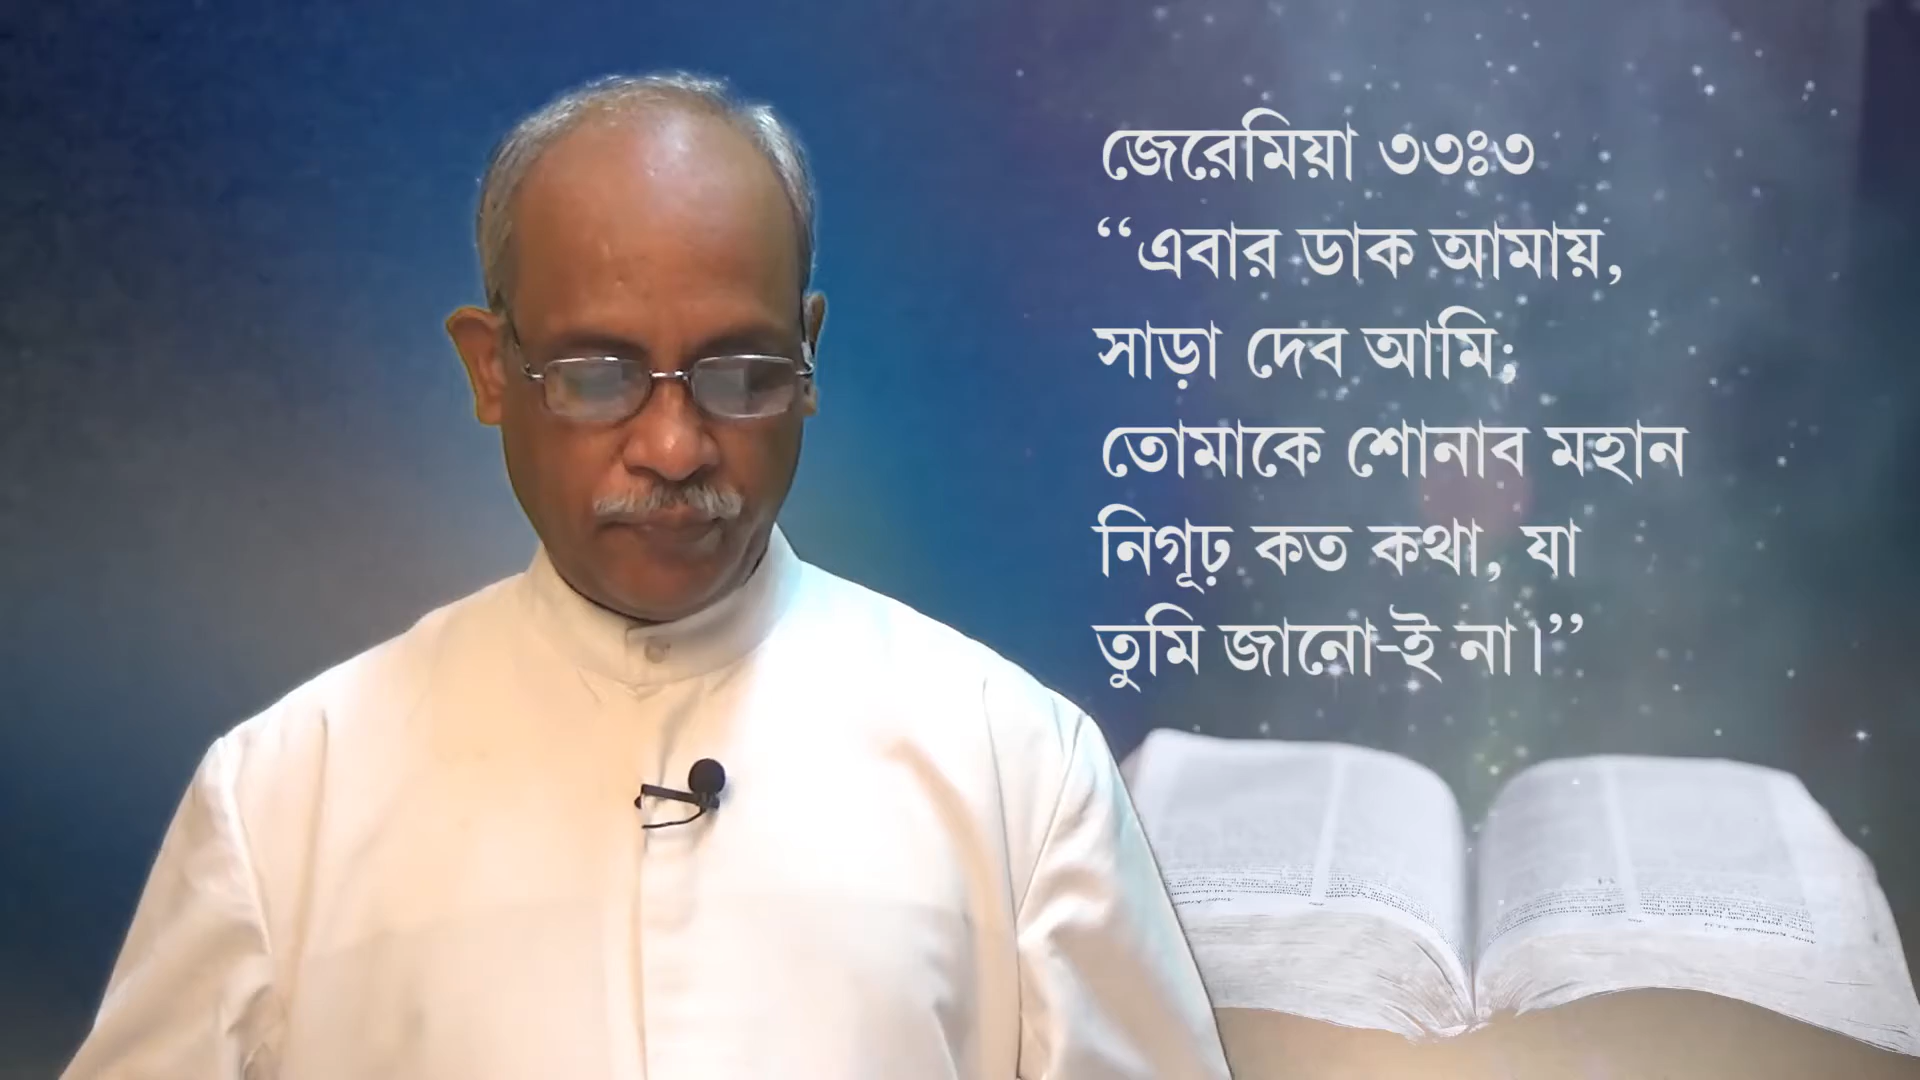 জেরেমিয়া ৩৩ঃ৩
“এবার ডাক আমায়,
সাড়া দেব আমি;
তোমাকে শোনাব মহান
নিগূঢ় কত কথা, যা
তুমি জানো-ই না।”